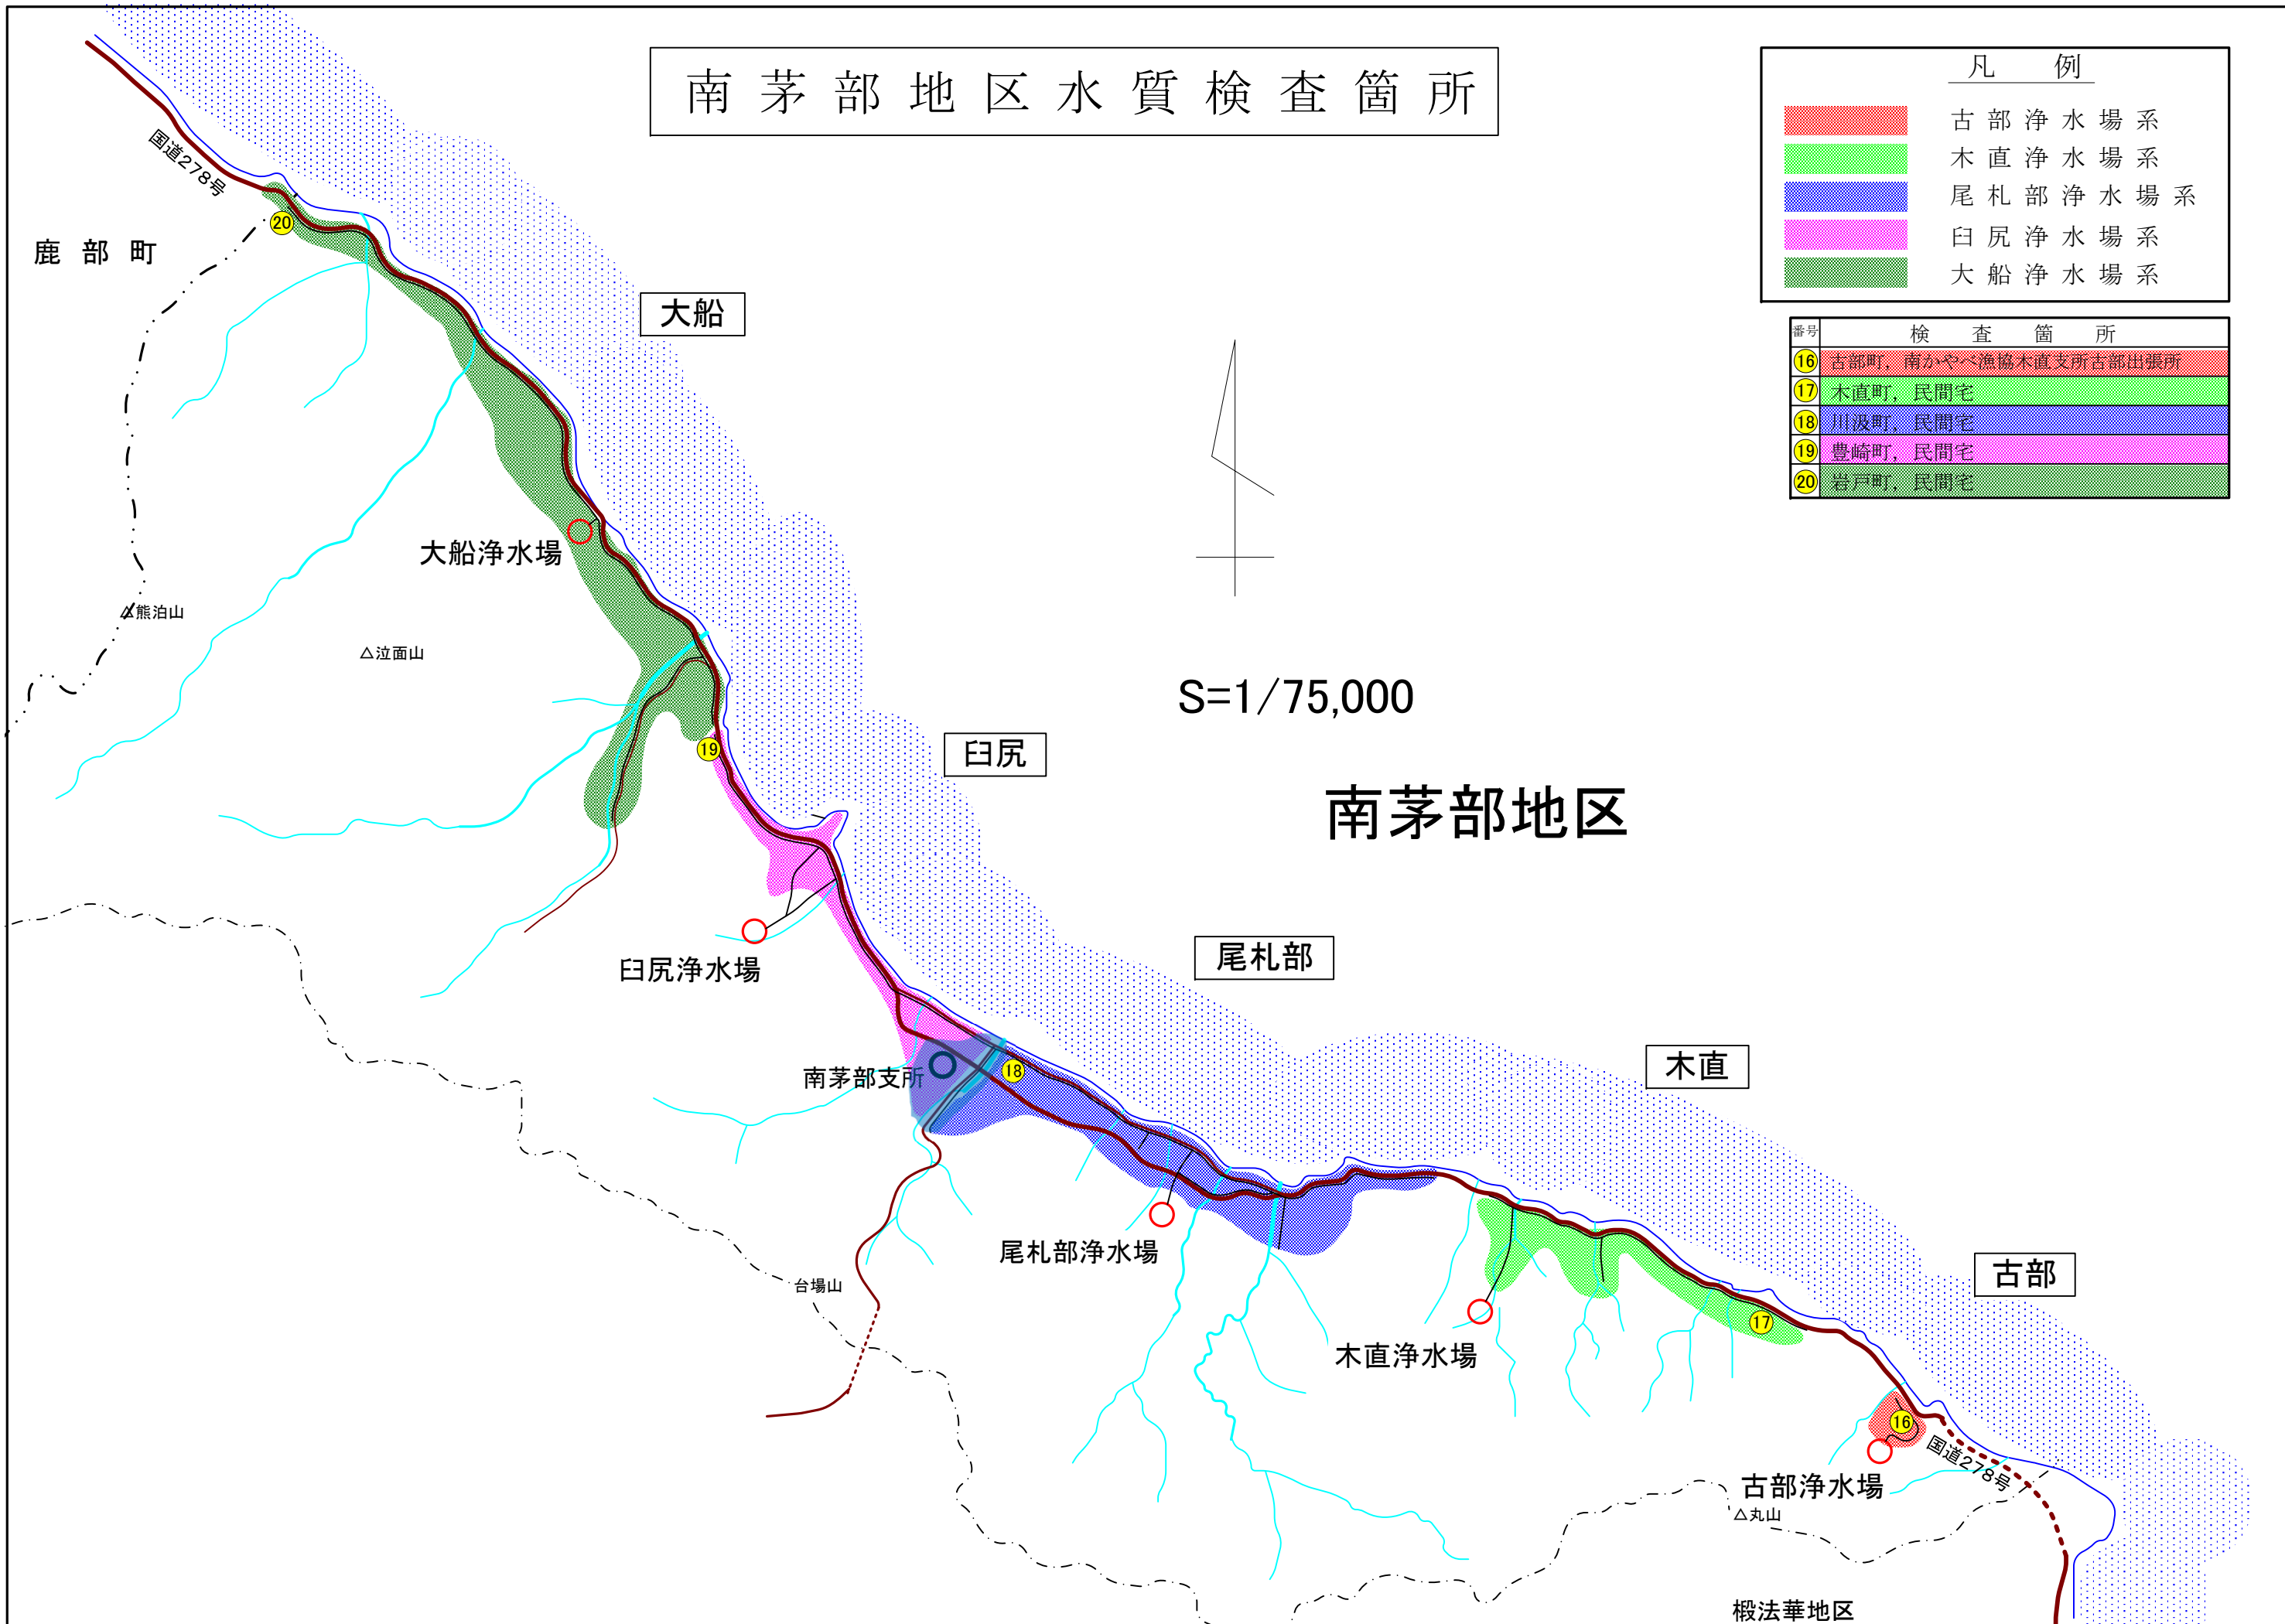 南茅部地区水質検査箇所
凡 例
古部浄水場系
木直浄水場系
尾札部浄水場系
臼尻浄水場系
大船浄水場系
番号 検査箇所
16 古部町，南かやべ漁協木直支所古部出張所
17 木直町，民間宅
18 川汲町，民間宅
19 豊崎町，民間宅
20 岩戸町，民間宅
国道278号
20
鹿部町
大船
大船浄水場
△熊泊山
△泣面山
S=1/75,000
19
臼尻
南茅部地区
臼尻浄水場
尾札部
南茅部支所
18
木直
尾札部浄水場
古部
台場山
17
木直浄水場
16
国道278号
古部浄水場
△丸山
椴法華地区